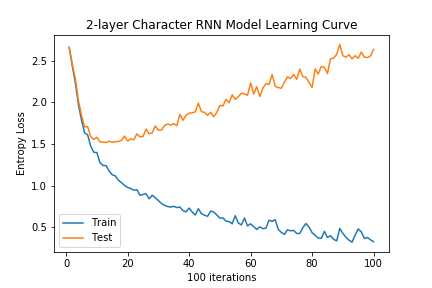 2-layer Character RNN Model Learning Curve
Entropy Loss
2.5
2.0
1.5
1.0
0.5
Train
Test
0
20
40
60
80
100
100 iterations